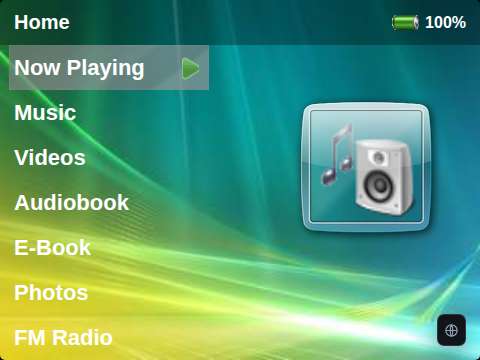 Home
100%
Now Playing
Music
Videos
Audiobook
E-Book
Photos
FM Radio